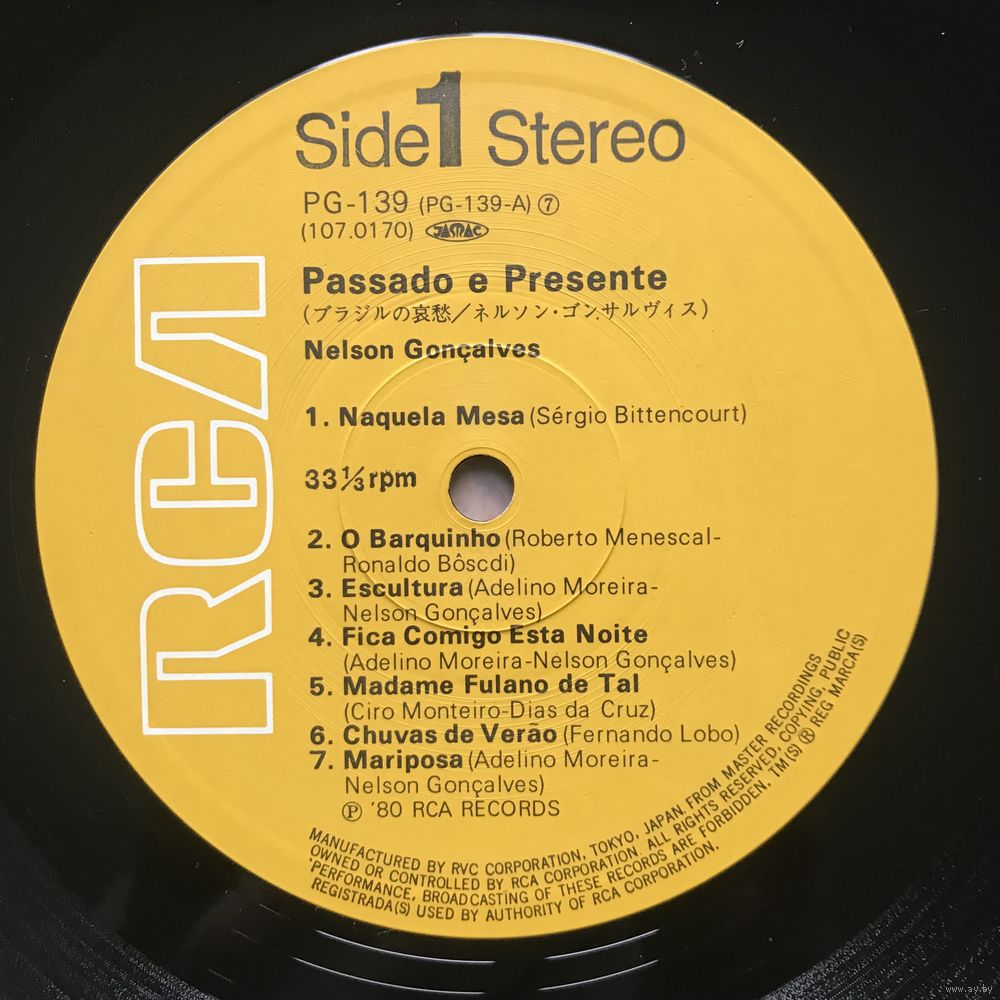 Side 1 Stereo
PG-139 (PG-139-A) ⑦
(107.0170) JASRAC
Passado e Presente
(ブラジルの哀愁/ネルソン・ゴンサルヴィス)
Nelson Gonçalves
1. Naquela Mesa (Sérgio Bittencourt)
33 1/3 rpm
2. O Barquinho (Roberto Menescal-
Ronaldo Bôscdi)
3. Escultura (Adelino Moreira-
Nelson Gonçalves)
4. Fica Comigo Esta Noite
(Adelino Moreira-Nelson Gonçalves)
5. Madame Fulano de Tal
(Ciro Monteiro-Dias da Cruz)
6. Chuvas de Verão (Fernando Lobo)
7. Mariposa (Adelino Moreira-
Nelson Gonçalves)
Ⓟ '80 RCA RECORDS
RCA
MANUFACTURED BY RVC CORPORATION, TOKYO, JAPAN, FROM MASTER RECORDINGS
OWNED OR CONTROLLED BY RCA CORPORATION. ALL RIGHTS RESERVED, COPYING, PUBLIC
'PERFORMANCE, BROADCASTING OF THESE RECORDS ARE FORBIDDEN. TM(S) ® REG MARCA(S)
REGISTRADA(S) USED BY AUTHORITY OF RCA CORPORATION.
www.ay.by